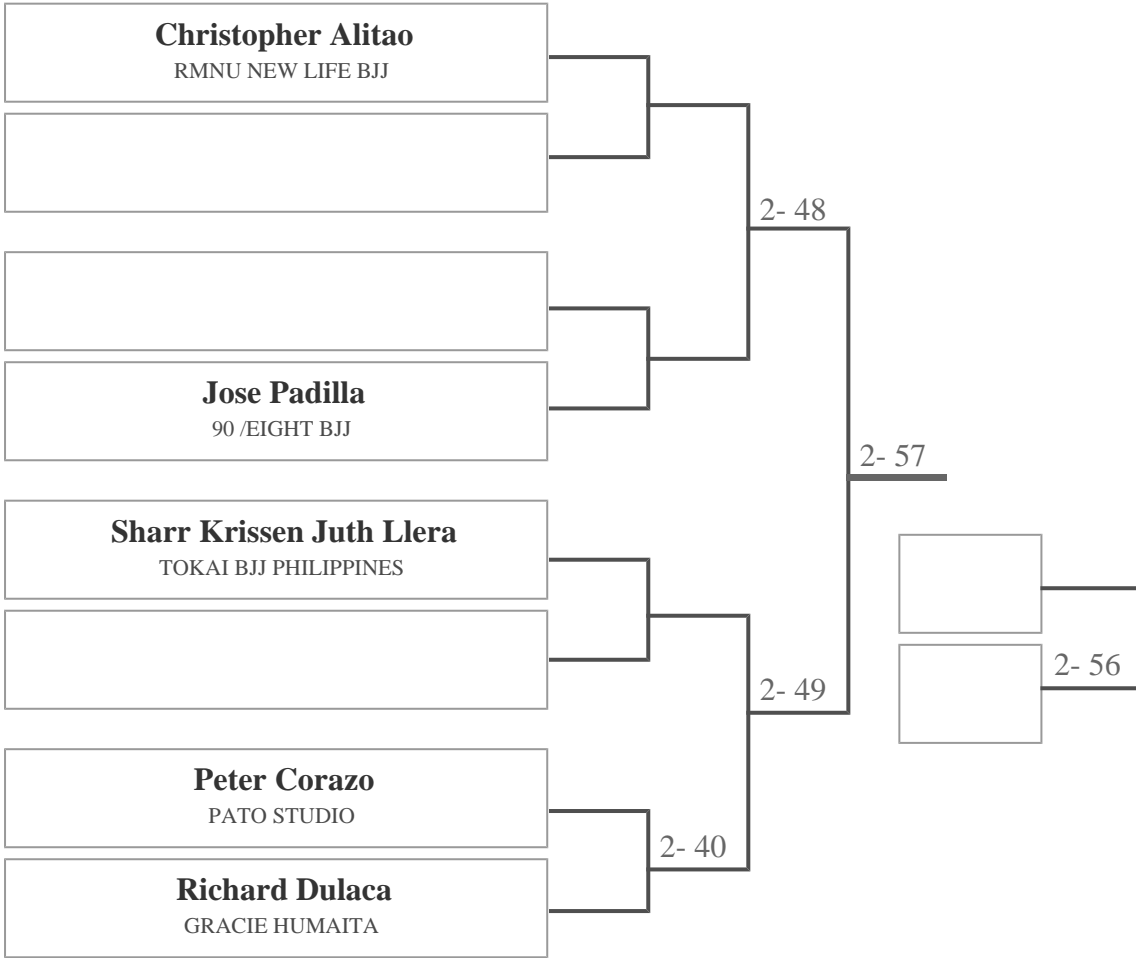 Christopher Alitao
RMNU NEW LIFE BJJ
2- 48
Jose Padilla
90 /EIGHT BJJ
2- 57
Sharr Krissen Juth Llera
TOKAI BJJ PHILIPPINES
2- 56
2- 49
Peter Corazo
PATO STUDIO
2- 40
Richard Dulaca
GRACIE HUMAITA